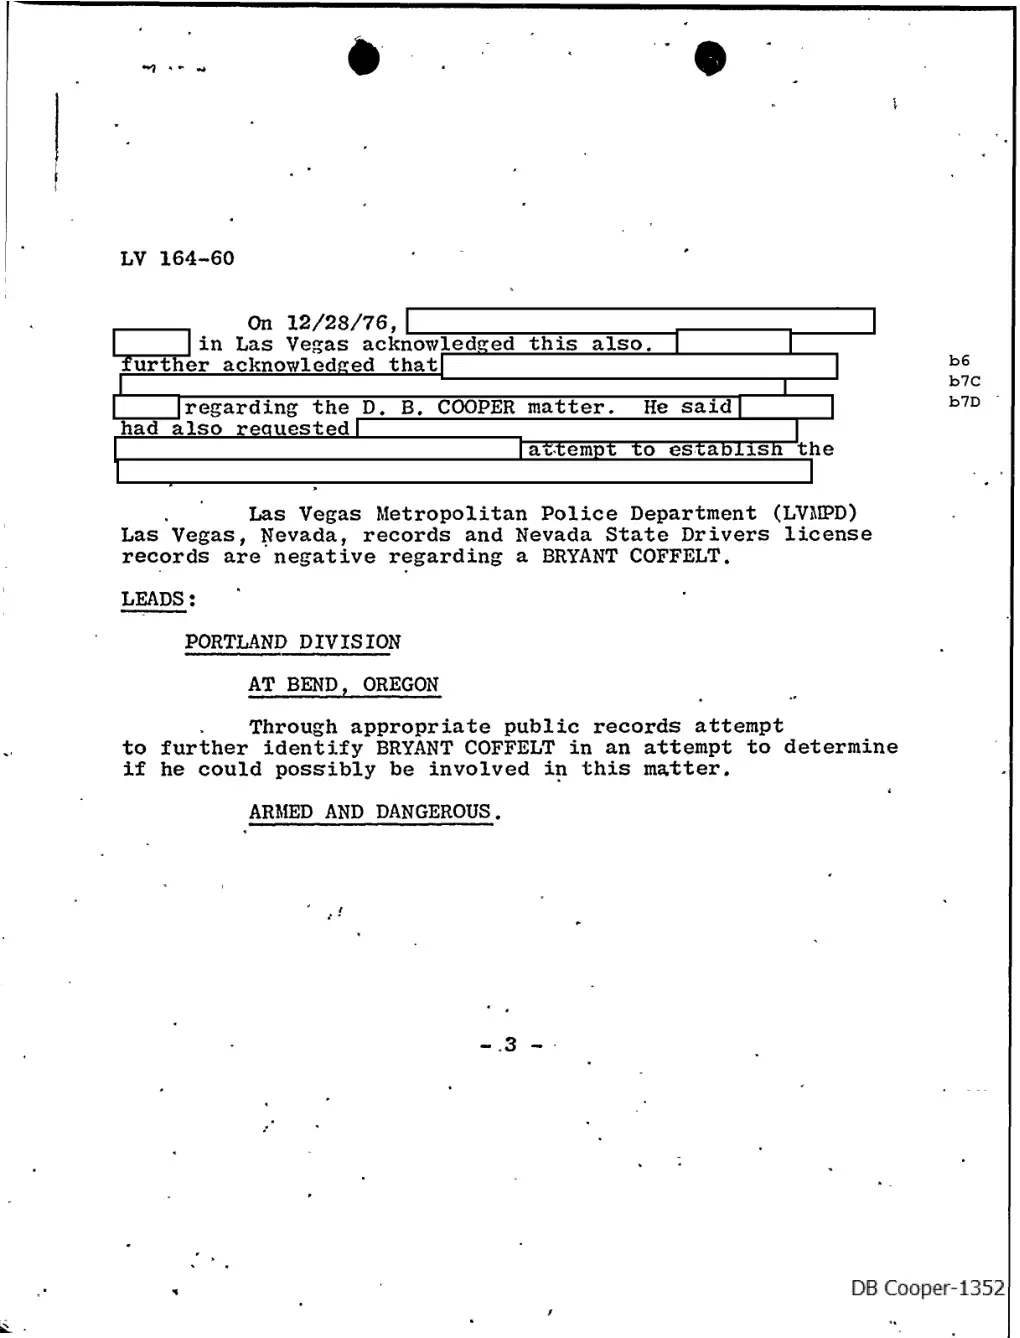 LV 164-60
On 12/28/76,
in Las Vegas acknowledged this also.
further acknowledged that
b6
b7C
regarding the D. B. COOPER matter. He said
b7D
had also requested
attempt to establish the
Las Vegas Metropolitan Police Department (LVMPD)
Las Vegas, Nevada, records and Nevada State Drivers license
records are negative regarding a BRYANT COFFELT.
LEADS:
PORTLAND DIVISION
AT BEND, OREGON
Through appropriate public records attempt
to further identify BRYANT COFFELT in an attempt to determine
if he could possibly be involved in this matter.
ARMED AND DANGEROUS.
- 3 -
DB Cooper-1352